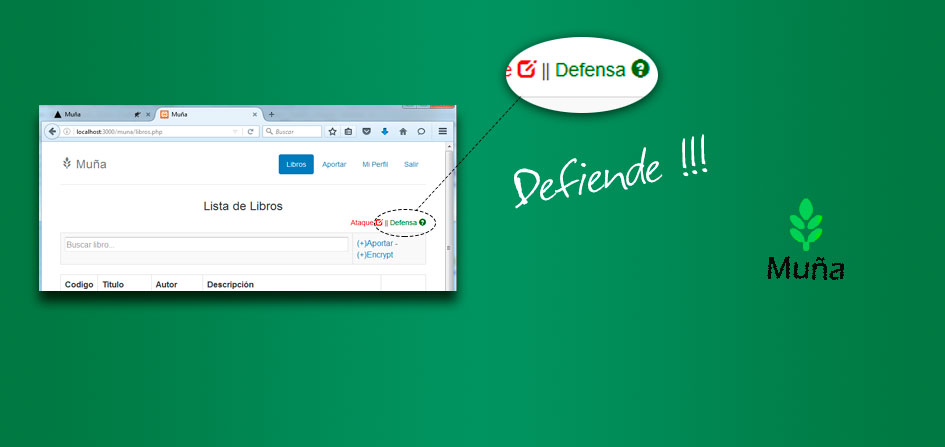 e || Defensa ?
Muña
Muña
localhost:3000/muna/libros.php
Buscar
Muña
Libros
Aportar
Mi Perfil
Salir
Lista de Libros
Ataque || Defensa ?
Buscar libro...
(+)Aportar -
(+)Encrypt
Codigo
Titulo
Autor
Descripción
Defiende !!!
Muña